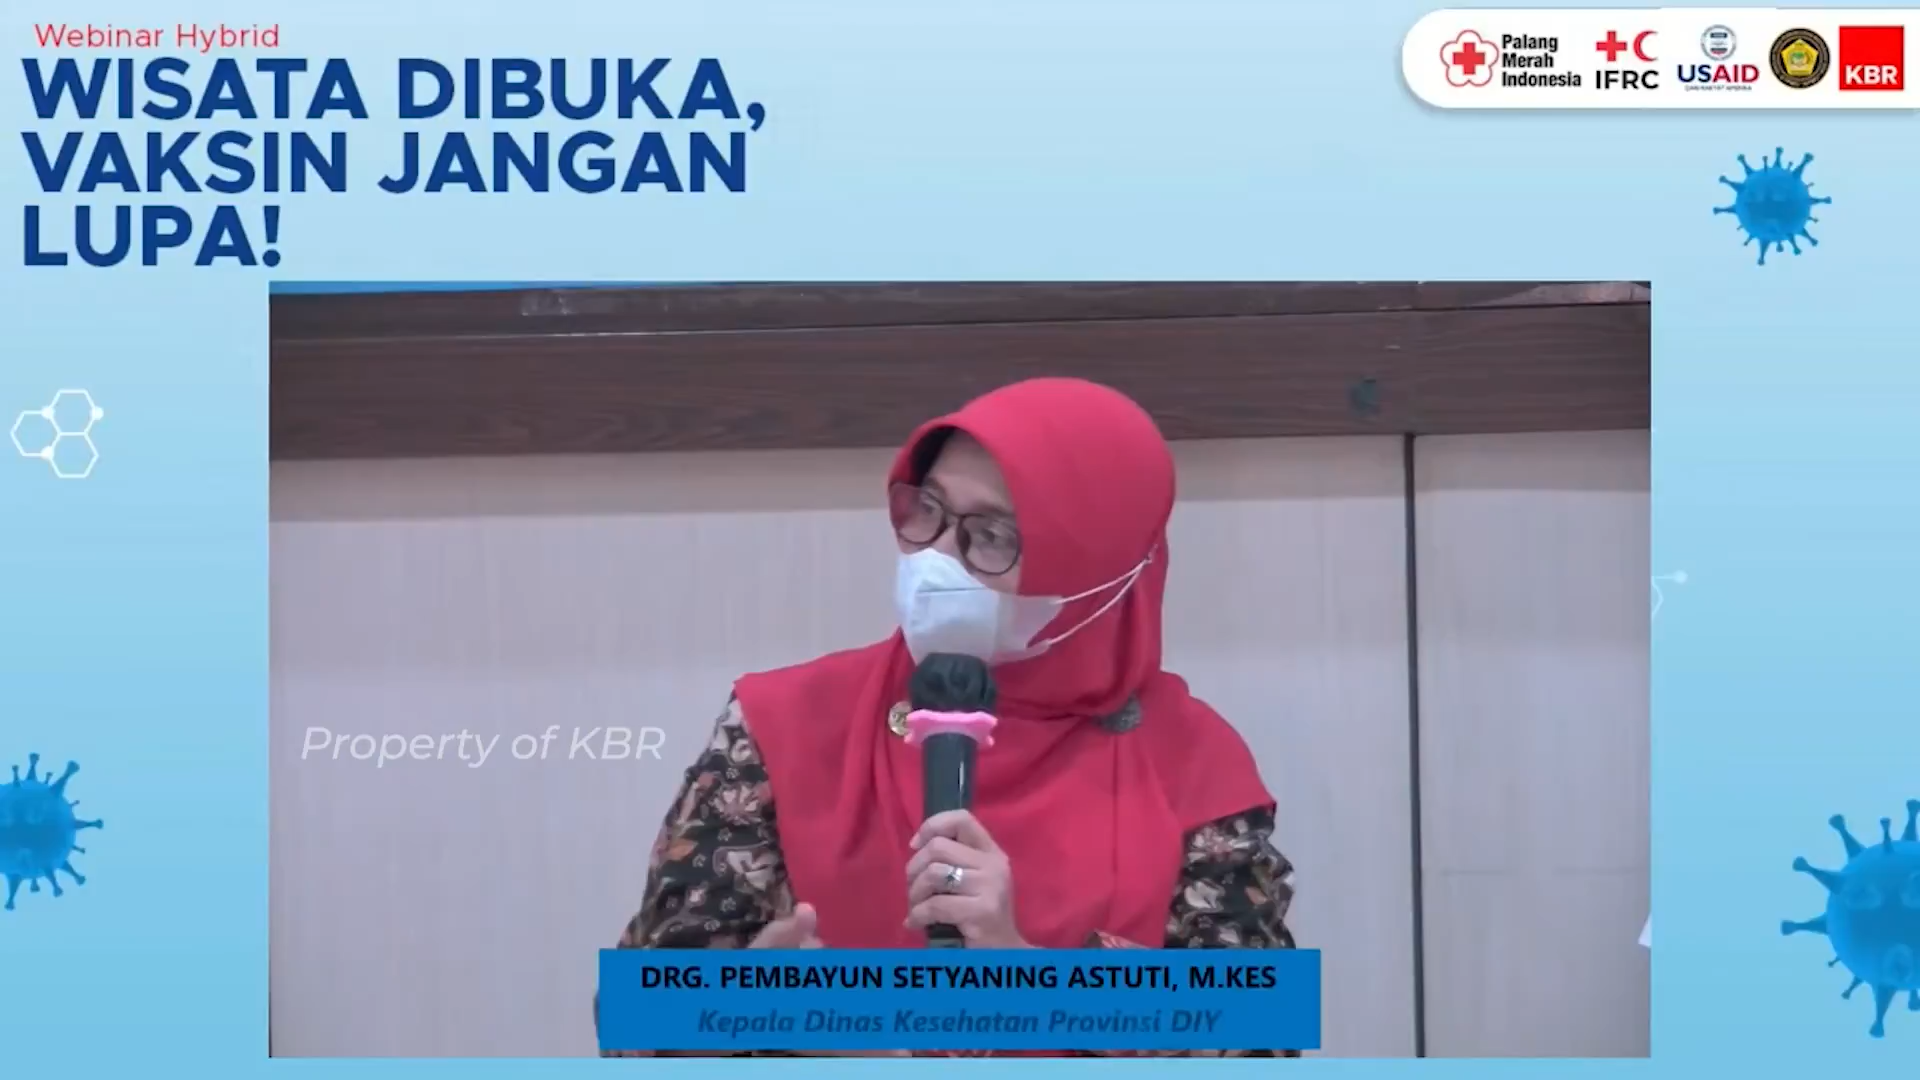 Webinar Hybrid
WISATA DIBUKA,
VAKSIN JANGAN
LUPA!
Palang
Merah
Indonesia
IFRC
USAID
KBR
Property of KBR
DRG. PEMBAYUN SETYANING ASTUTI, M.KES
Kepala Dinas Kesehatan Provinsi DIY